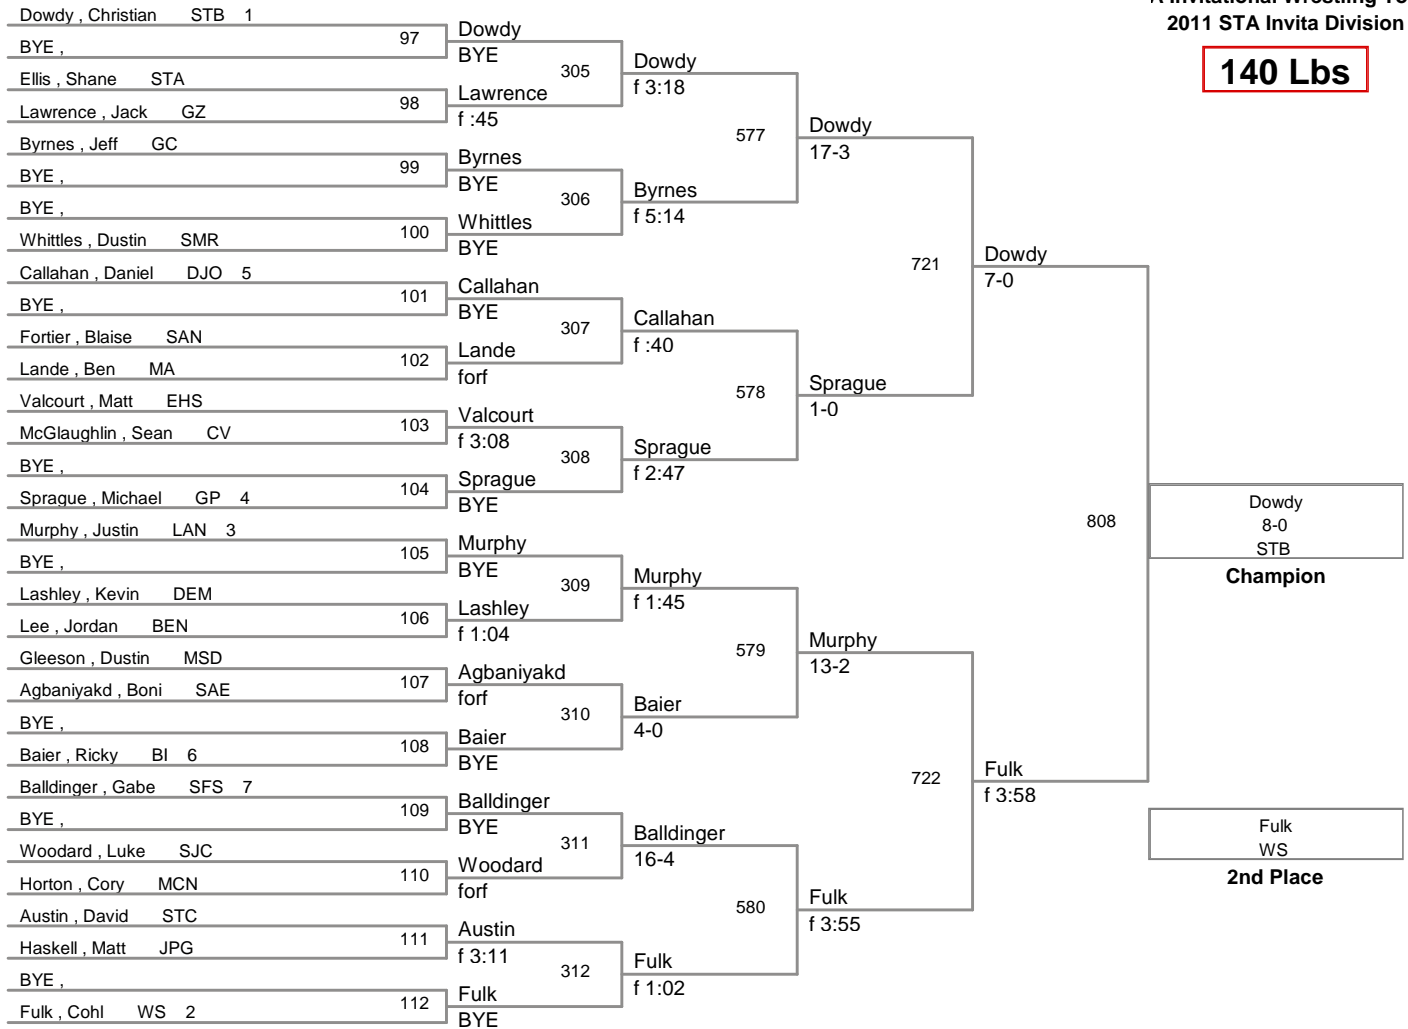 A Invitational Wrestling To
2011 STA Invita Division
140 Lbs
Dowdy , Christian STB 1
BYE ,
Ellis , Shane STA
Lawrence , Jack GZ
Byrnes , Jeff GC
BYE ,
BYE ,
Whittles , Dustin SMR
Callahan , Daniel DJO 5
BYE ,
Fortier , Blaise SAN
Lande , Ben MA
Valcourt , Matt EHS
McGlaughlin , Sean CV
BYE ,
Sprague , Michael GP 4
Murphy , Justin LAN 3
BYE ,
Lashley , Kevin DEM
Lee , Jordan BEN
Gleeson , Dustin MSD
Agbaniyakd , Boni SAE
BYE ,
Baier , Ricky BI 6
Balldinger , Gabe SFS 7
BYE ,
Woodard , Luke SJC
Horton , Cory MCN
Austin , David STC
Haskell , Matt JPG
BYE ,
Fulk , Cohl WS 2
97
98
99
100
101
102
103
104
105
106
107
108
109
110
111
112
Dowdy
BYE
Lawrence
f :45
Byrnes
BYE
Whittles
BYE
Callahan
BYE
Lande
forf
Valcourt
f 3:08
Sprague
BYE
Murphy
BYE
Lashley
f 1:04
Agbaniyakd
forf
Baier
BYE
Balldinger
BYE
Woodard
forf
Austin
f 3:11
Fulk
BYE
305
306
307
308
309
310
311
312
Dowdy
f 3:18
Byrnes
f 5:14
Callahan
f :40
Sprague
f 2:47
Murphy
f 1:45
Baier
4-0
Balldinger
16-4
Fulk
f 1:02
577
578
579
580
Dowdy
17-3
Sprague
1-0
Murphy
13-2
Fulk
f 3:55
721
722
Dowdy
7-0
Fulk
f 3:58
808
Dowdy
8-0
STB
Champion
Fulk
WS
2nd Place